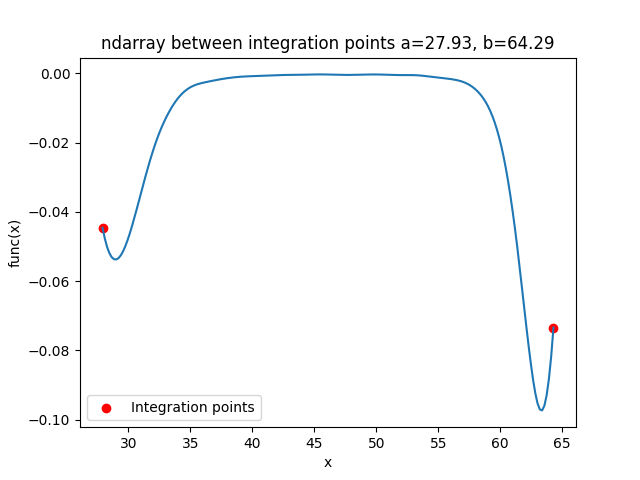 ndarray between integration points a=27.93, b=64.29
0.00
−0.02
−0.04
−0.06
−0.08
−0.10
func(x)
Integration points
30 35 40 45 50 55 60 65
x